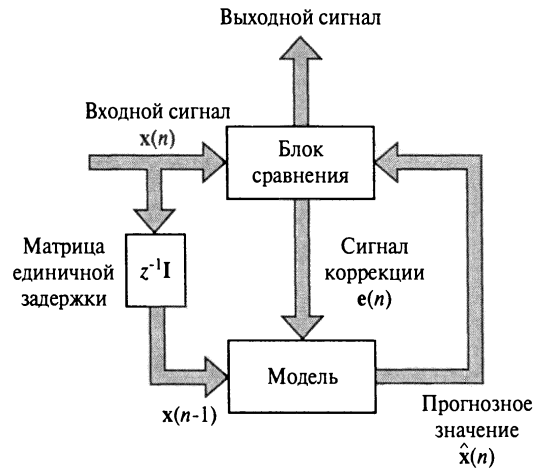 Выходной сигнал
Входной сигнал
x(n)
Блок
сравнения
Матрица
единичной
задержки
z⁻¹I
Сигнал
коррекции
e(n)
Модель
x(n-1)
Прогнозное
значение
x̂(n)